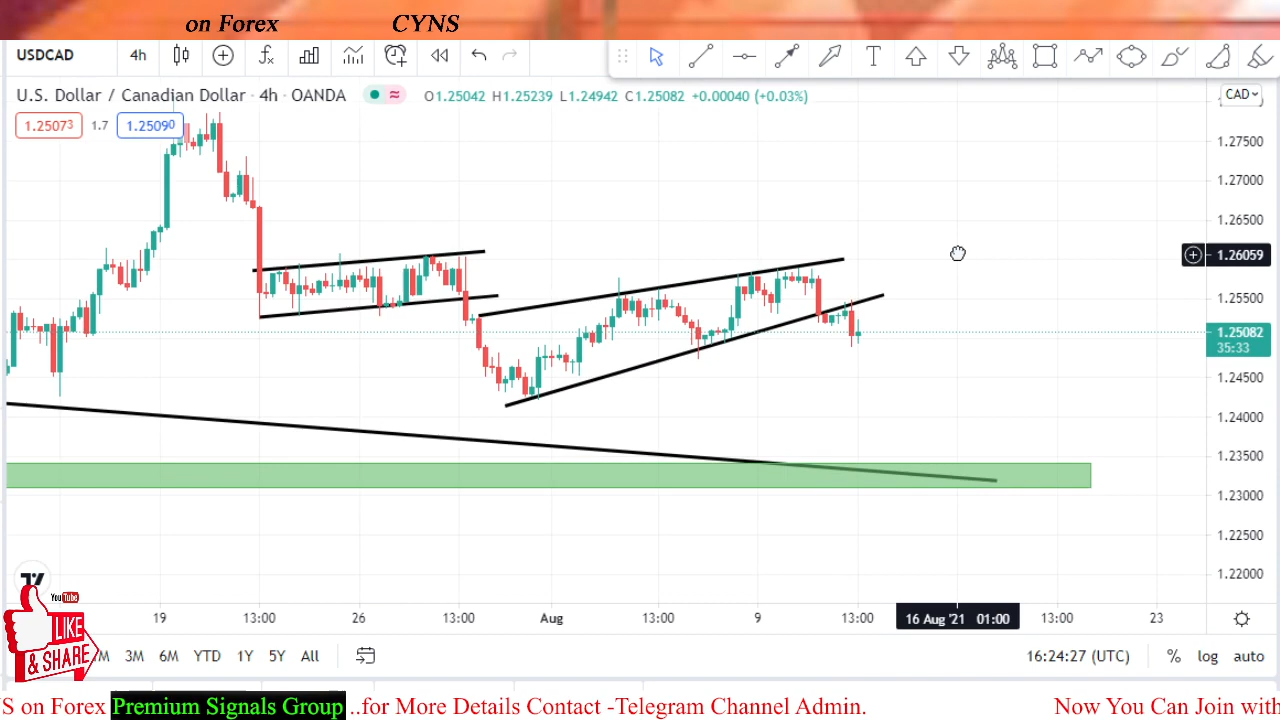 on Forex CYNS
USDCAD 4h
U.S. Dollar / Canadian Dollar · 4h · OANDA O1.25042 H1.25239 L1.24942 C1.25082 +0.00040 (+0.03%)
CAD
1.25073 1.7 1.25090
1.27500
1.27000
1.26500
1.26059
1.25500
1.25082
35:33
1.24500
1.24000
1.23500
1.23000
1.22500
1.22000
YouTube
LIKE
& SHARE
19 13:00 26 13:00 Aug 13:00 9 13:00 16 Aug '21 01:00 13:00 23
3M 6M YTD 1Y 5Y All 16:24:27 (UTC) % log auto
S on Forex Premium Signals Group ..for More Details Contact -Telegram Channel Admin. Now You Can Join with